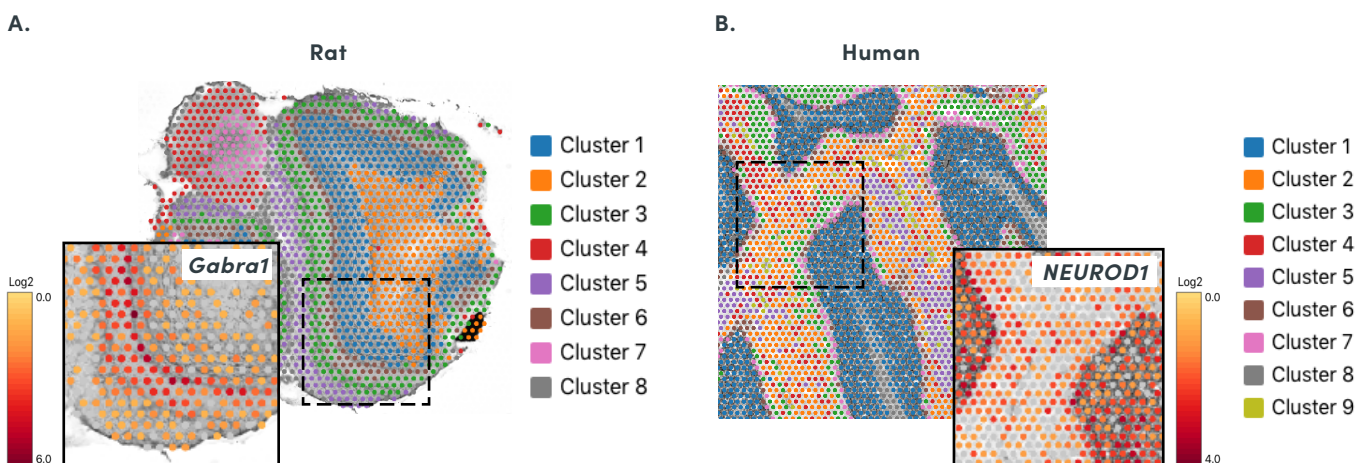 A.
Rat
Gabra1
Log2
0.0
6.0
Cluster 1
Cluster 2
Cluster 3
Cluster 4
Cluster 5
Cluster 6
Cluster 7
Cluster 8
B.
Human
NEUROD1
Log2
0.0
4.0
Cluster 1
Cluster 2
Cluster 3
Cluster 4
Cluster 5
Cluster 6
Cluster 7
Cluster 8
Cluster 9